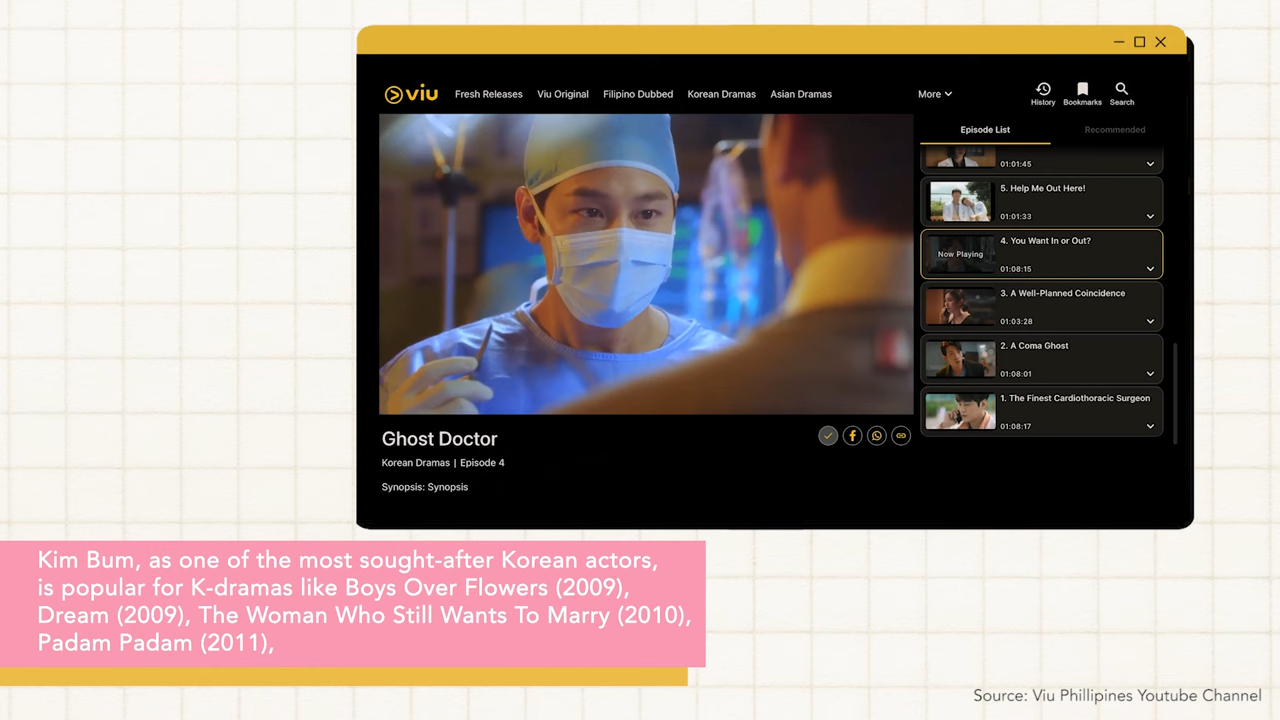 viu
Fresh Releases
Viu Original
Filipino Dubbed
Korean Dramas
Asian Dramas
More
History
Bookmarks
Search
Episode List
Recommended
01:01:45
5. Help Me Out Here!
01:01:33
4. You Want In or Out?
Now Playing
01:08:15
3. A Well-Planned Coincidence
01:03:28
2. A Coma Ghost
01:08:01
1. The Finest Cardiothoracic Surgeon
01:08:17
Ghost Doctor
Korean Dramas | Episode 4
Synopsis: Synopsis
Kim Bum, as one of the most sought-after Korean actors,
is popular for K-dramas like Boys Over Flowers (2009),
Dream (2009), The Woman Who Still Wants To Marry (2010),
Padam Padam (2011),
Source: Viu Phillipines Youtube Channel